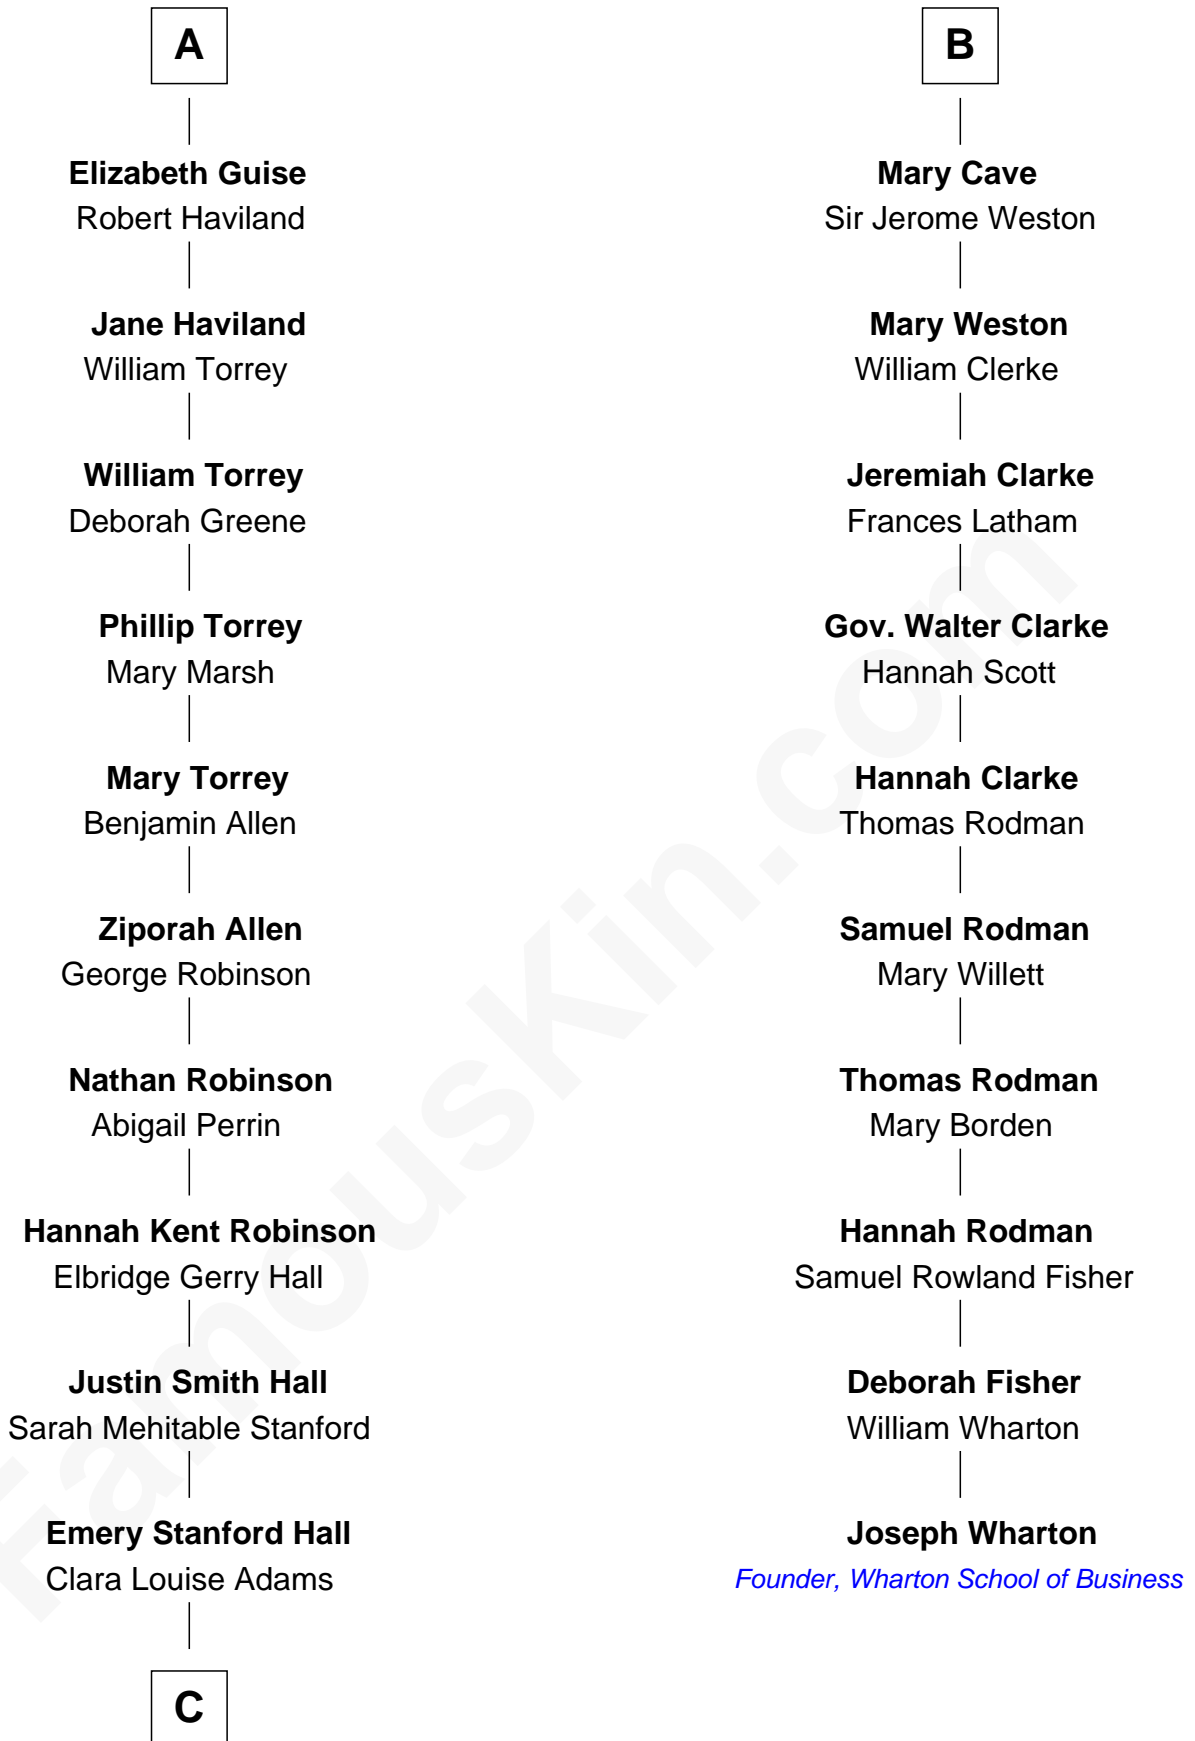 A
Elizabeth Guise
Robert Haviland
Jane Haviland
William Torrey
William Torrey
Deborah Greene
Phillip Torrey
Mary Marsh
Mary Torrey
Benjamin Allen
Ziporah Allen
George Robinson
Nathan Robinson
Abigail Perrin
Hannah Kent Robinson
Elbridge Gerry Hall
Justin Smith Hall
Sarah Mehitable Stanford
Emery Stanford Hall
Clara Louise Adams
C
B
Mary Cave
Sir Jerome Weston
Mary Weston
William Clerke
Jeremiah Clarke
Frances Latham
Gov. Walter Clarke
Hannah Scott
Hannah Clarke
Thomas Rodman
Samuel Rodman
Mary Willett
Thomas Rodman
Mary Borden
Hannah Rodman
Samuel Rowland Fisher
Deborah Fisher
William Wharton
Joseph Wharton
Founder, Wharton School of Business
FamousKin.com